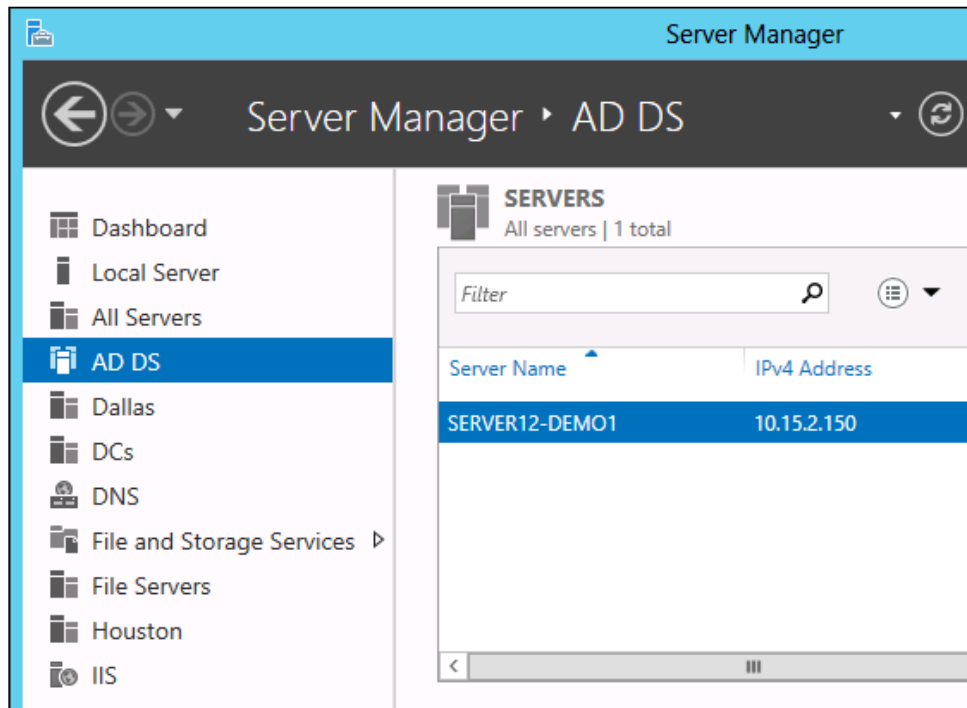 Server Manager
Server Manager ‣ AD DS
Dashboard
Local Server
All Servers
AD DS
Dallas
DCs
DNS
File and Storage Services
File Servers
Houston
IIS
SERVERS
All servers | 1 total
Filter
Server Name IPv4 Address
SERVER12-DEMO1 10.15.2.150